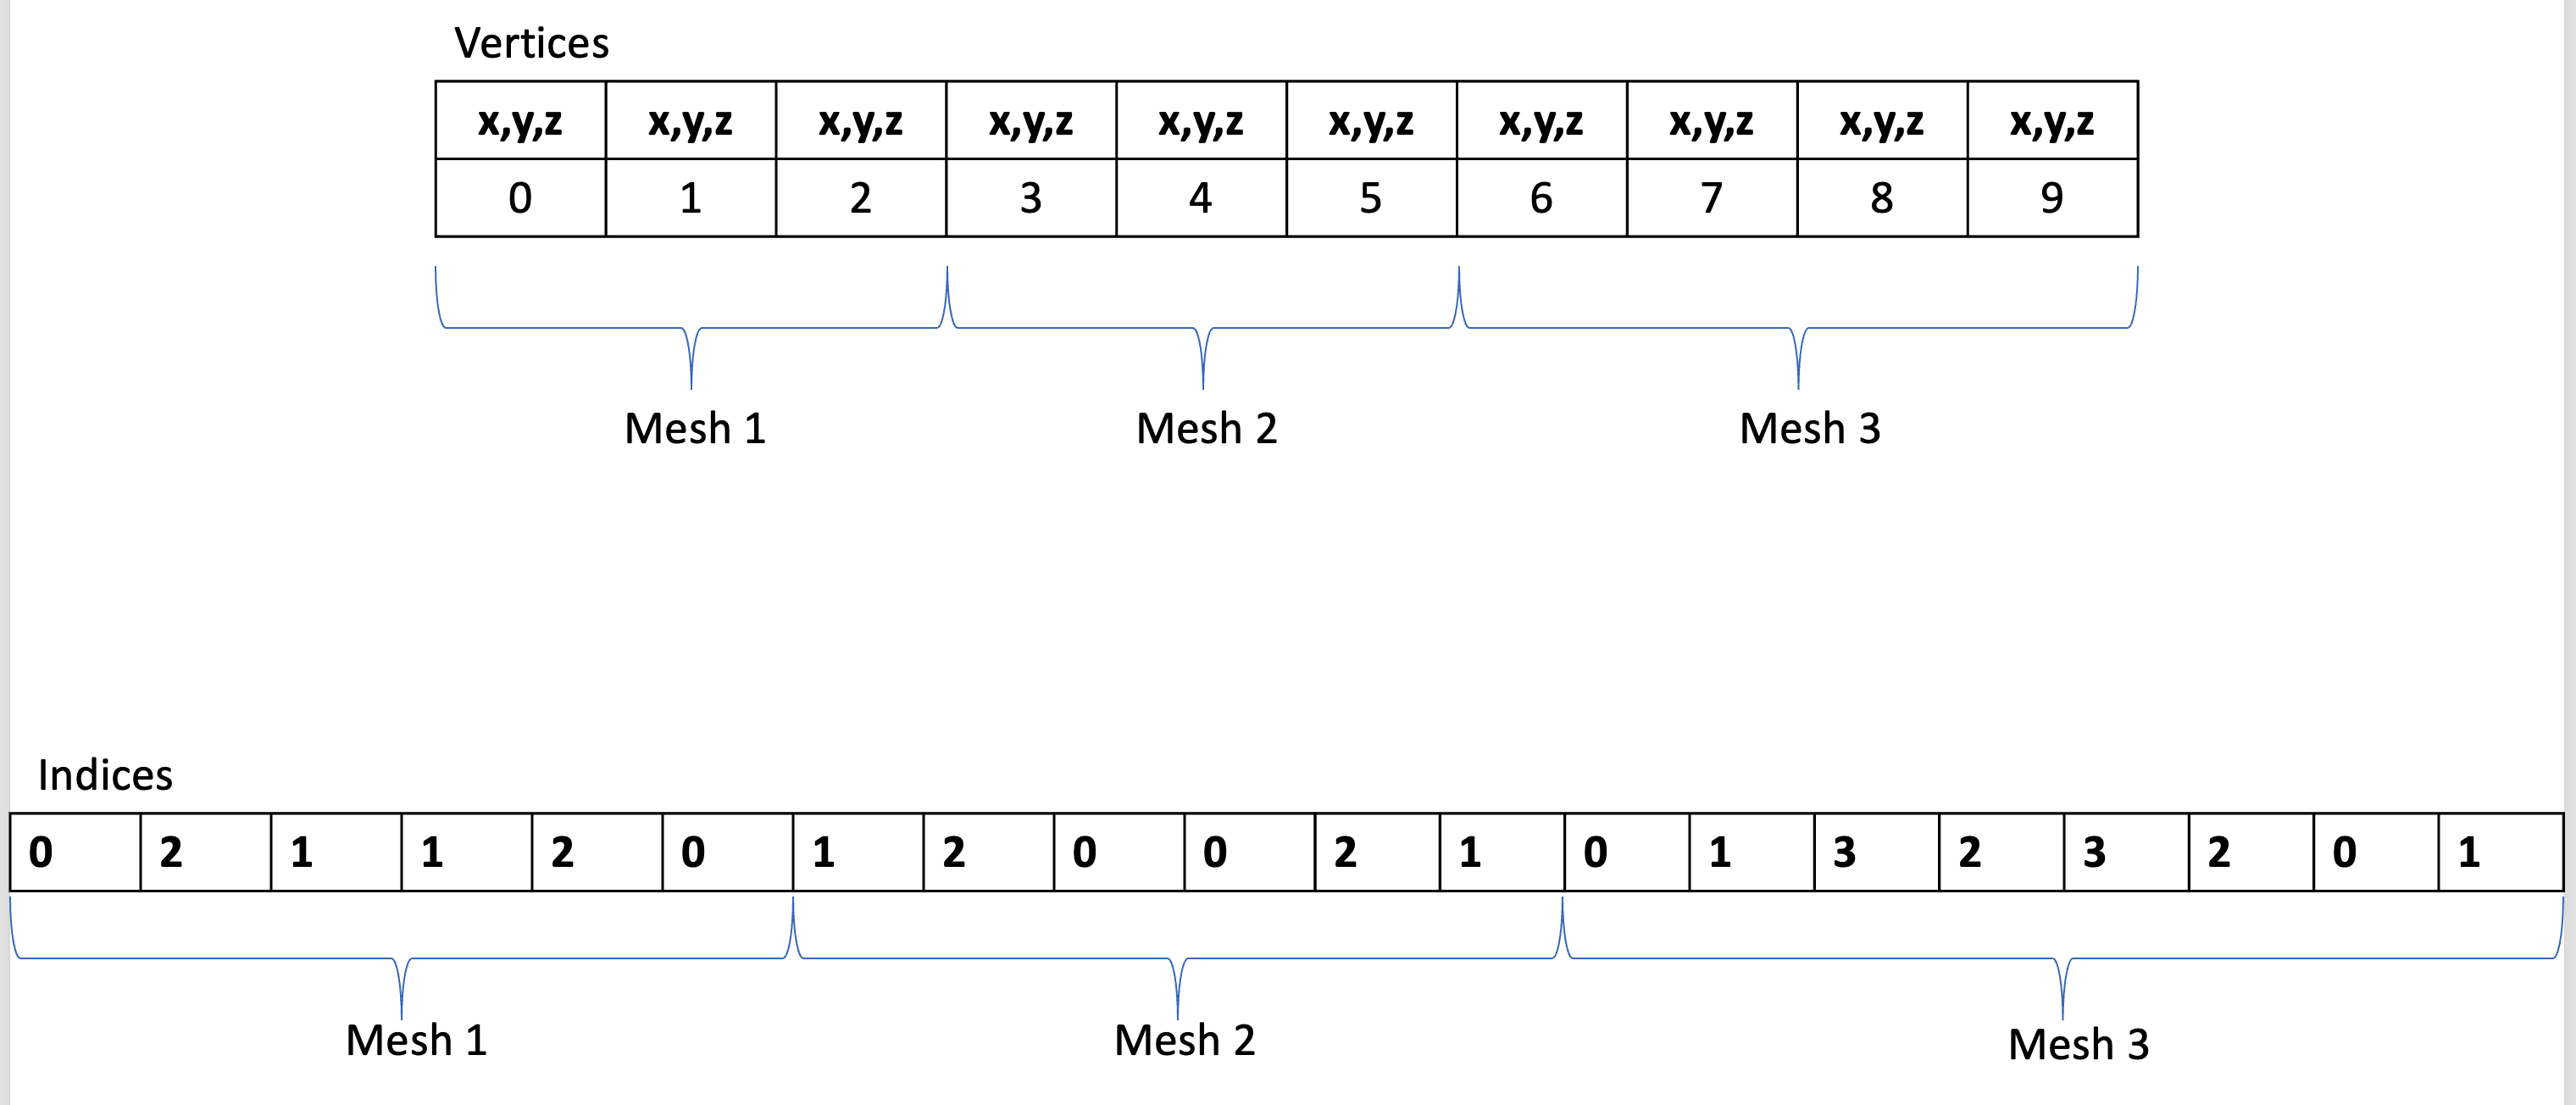 Vertices
x,y,z x,y,z x,y,z x,y,z x,y,z x,y,z x,y,z x,y,z x,y,z x,y,z
0 1 2 3 4 5 6 7 8 9
Mesh 1 Mesh 2 Mesh 3
Indices
0 2 1 1 2 0 1 2 0 0 2 1 0 1 3 2 3 2 0 1
Mesh 1 Mesh 2 Mesh 3